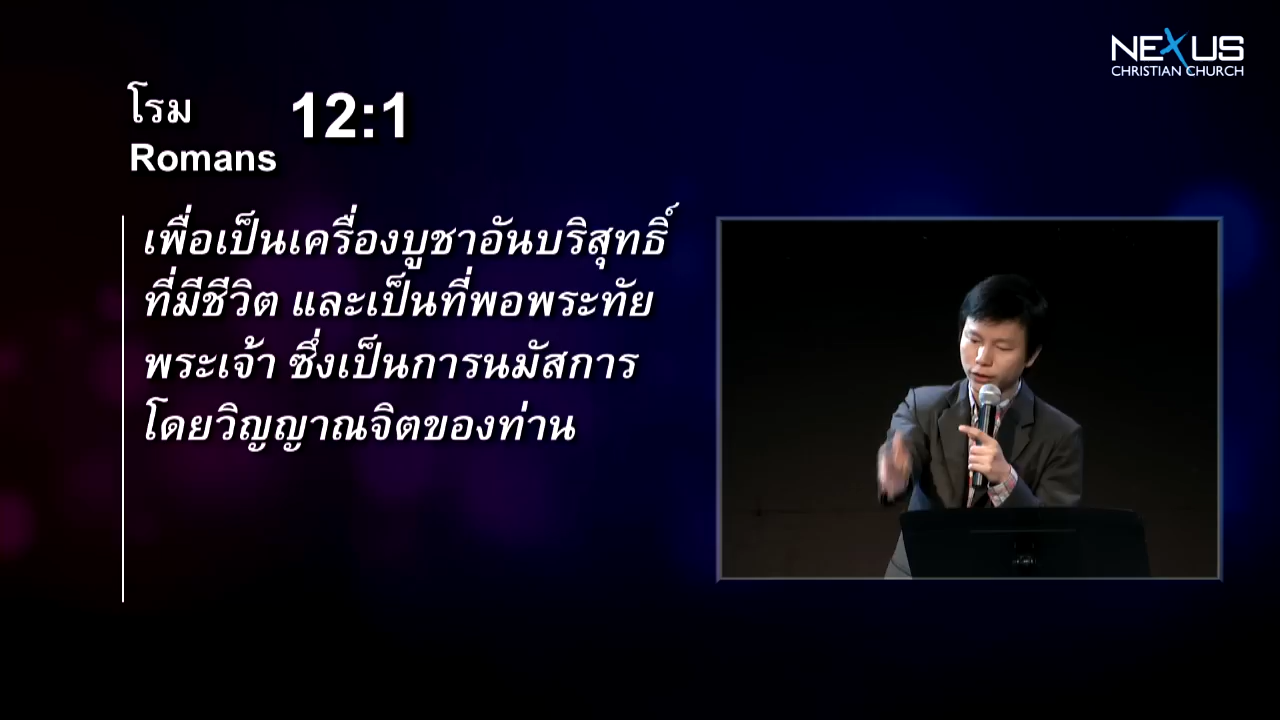 NEXUS
CHRISTIAN CHURCH
โรม 12:1
Romans
เพื่อเป็นเครื่องบูชาอันบริสุทธิ์
ที่มีชีวิต และเป็นที่พอพระทัย
พระเจ้า ซึ่งเป็นการนมัสการ
โดยวิญญาณจิตของท่าน